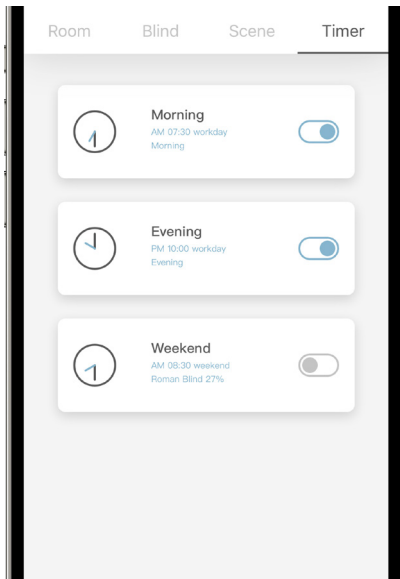 Room Blind Scene Timer
Morning
AM 07:30 workday
Morning
Evening
PM 10:00 workday
Evening
Weekend
AM 08:30 weekend
Roman Blind 27%